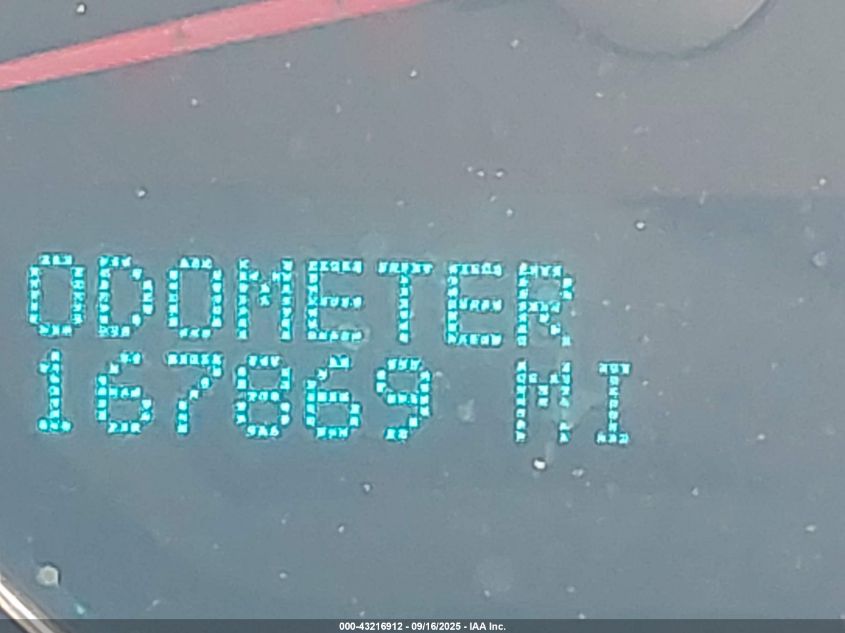 ODOMETER
167869 MI
000-43216912 - 09/16/2025 - IAA Inc.